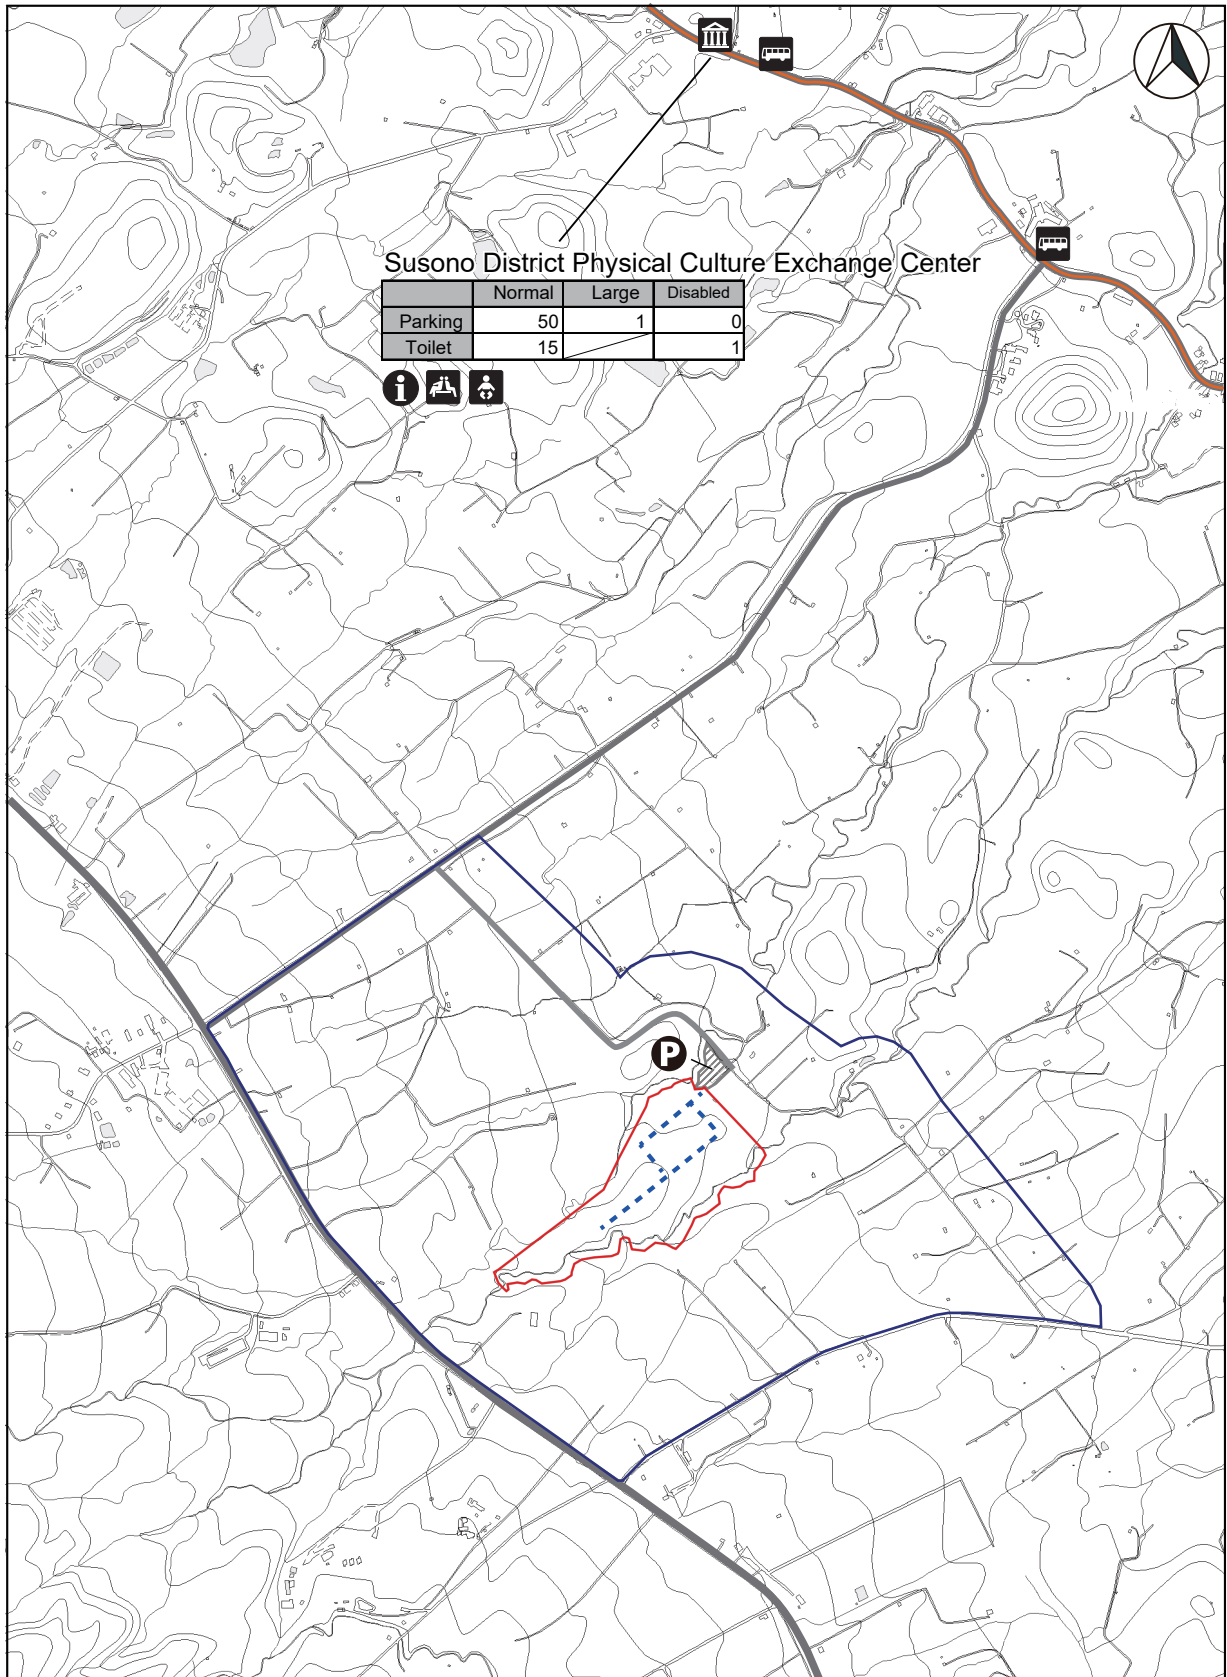 Susono District Physical Culture Exchange Center
Normal Large Disabled
Parking 50 1 0
Toilet 15 1
i
P